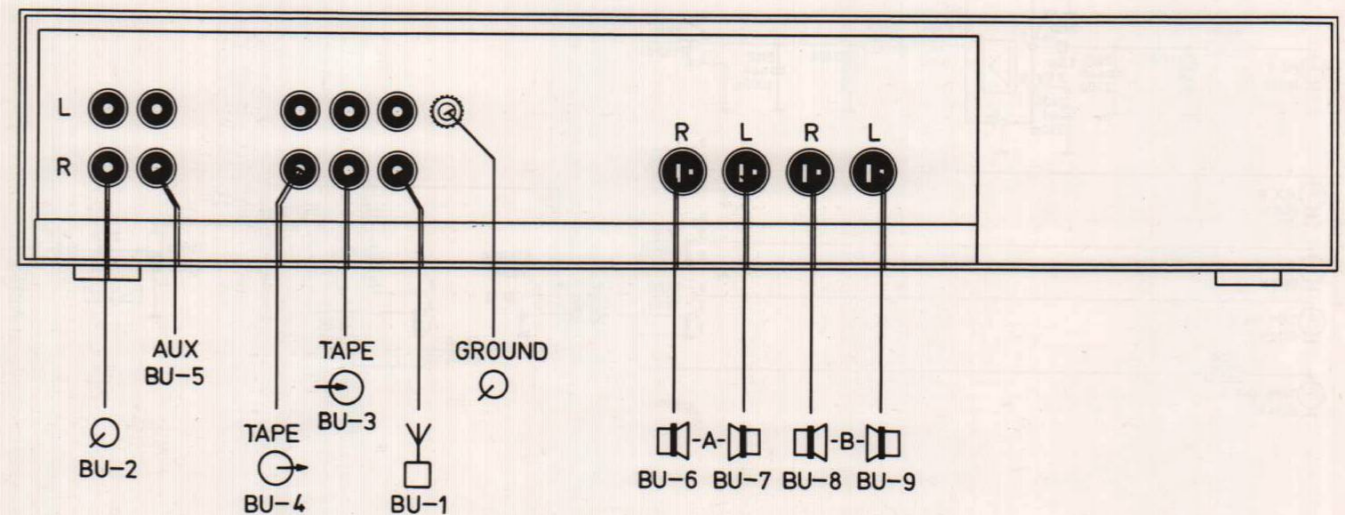 L
R
R L R L
AUX
BU-5
TAPE
BU-3
GROUND
BU-2
TAPE
BU-4
BU-1
-A- -B-
BU-6 BU-7 BU-8 BU-9